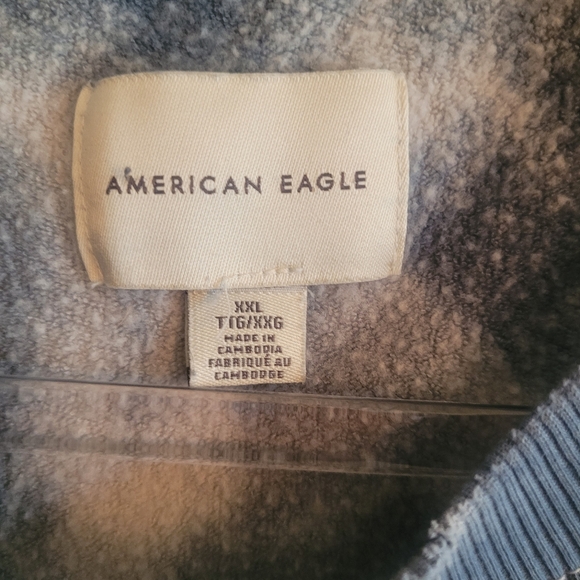 AMERICAN EAGLE
XXL
TTG/XXG
MADE IN
CAMBODIA
FABRIQUÉ AU
CAMBODGE